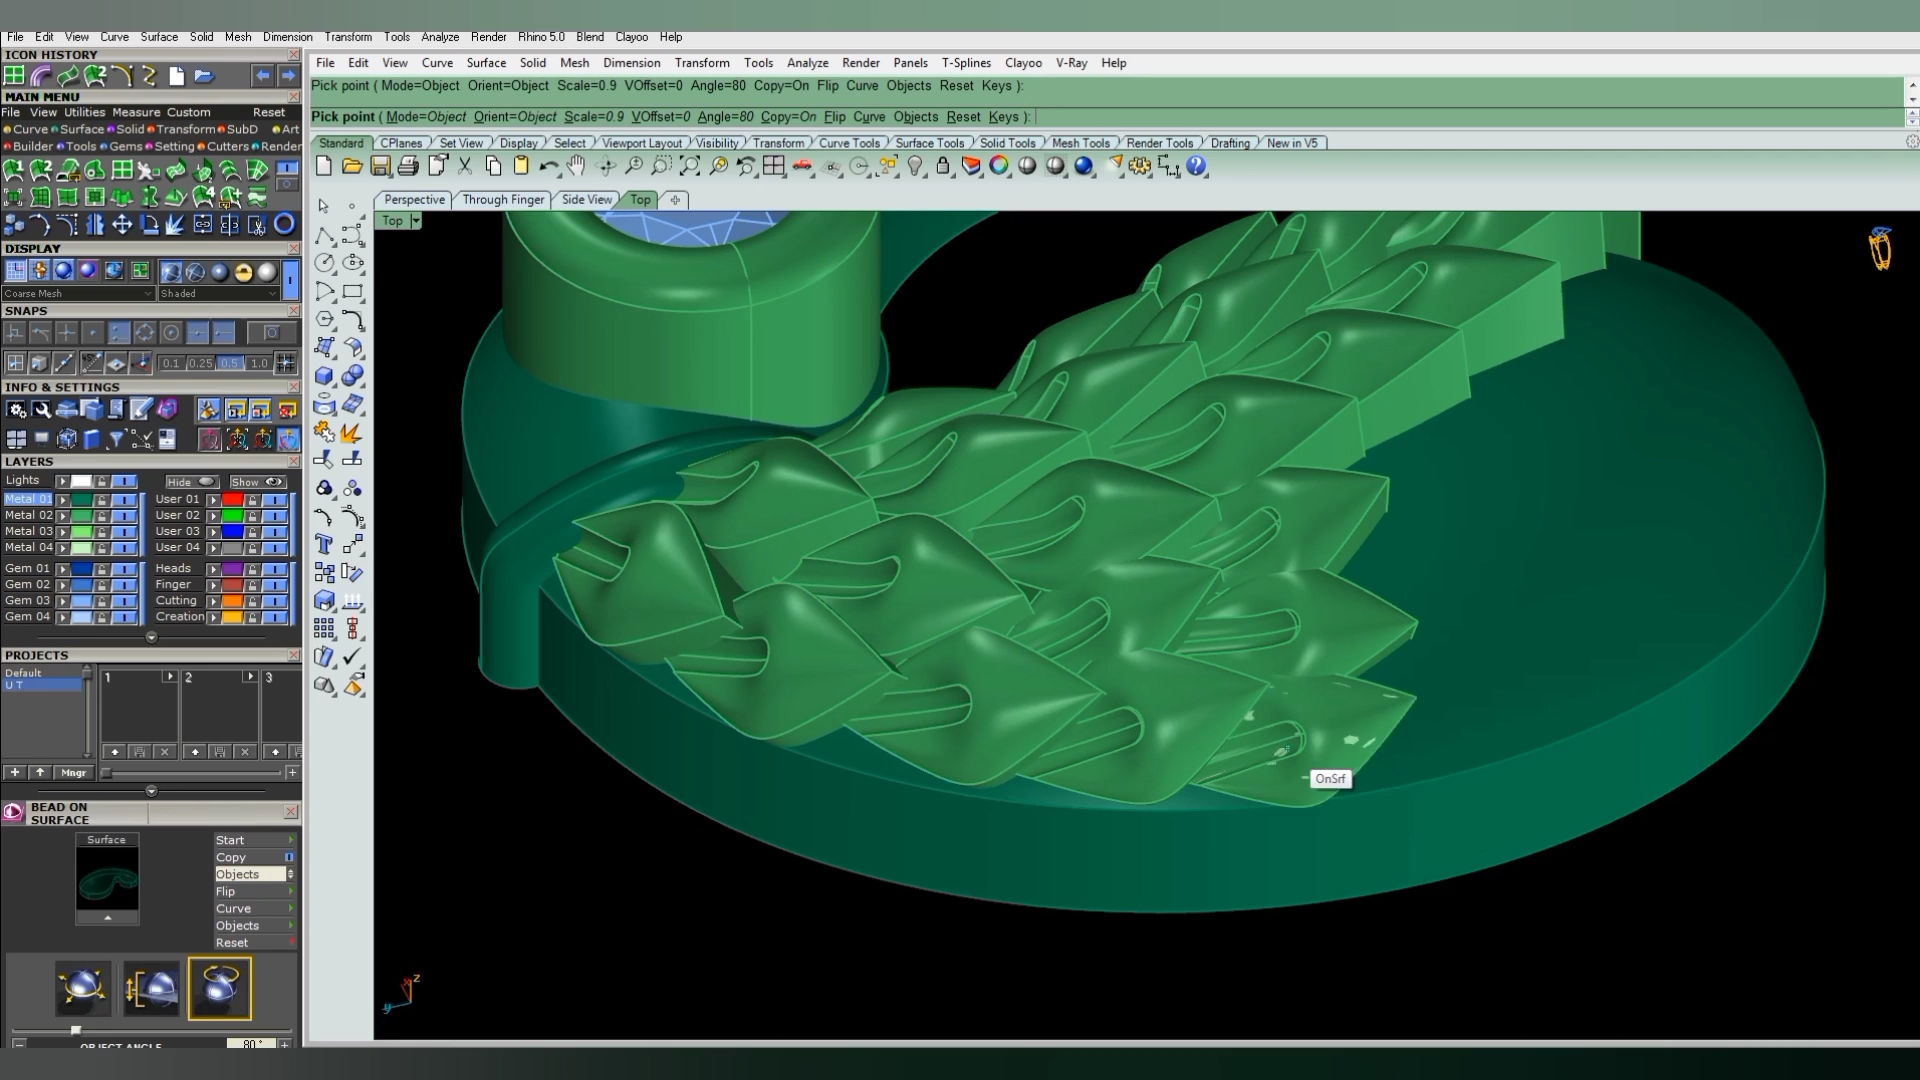 File Edit View Curve Surface Solid Mesh Dimension Transform Tools Analyze Render Rhino 5.0 Blend Clayoo Help
ICON HISTORY
MAIN MENU
File View Utilities Measure Custom Reset
Curve Surface Solid Transform SubD Art
Builder Tools Gems Setting Cutters Render
DISPLAY
Coarse Mesh Shaded
SNAPS
0.1 0.25 0.5 1.0
INFO & SETTINGS
LAYERS
Lights Hide Show
Metal 01 User 01
Metal 02 User 02
Metal 03 User 03
Metal 04 User 04
Gem 01 Heads
Gem 02 Finger
Gem 03 Cutting
Gem 04 Creation
PROJECTS
Default
U T
1 2 3
Mngr
BEAD ON
SURFACE
Surface
Start
Copy
Objects
Flip
Curve
Objects
Reset
OBJECT ANGLE 80 °
File Edit View Curve Surface Solid Mesh Dimension Transform Tools Analyze Render Panels T-Splines Clayoo V-Ray Help
Pick point ( Mode=Object Orient=Object Scale=0.9 VOffset=0 Angle=80 Copy=On Flip Curve Objects Reset Keys ):
Pick point ( Mode=Object Orient=Object Scale=0.9 VOffset=0 Angle=80 Copy=On Flip Curve Objects Reset Keys ):
Standard CPlanes Set View Display Select Viewport Layout Visibility Transform Curve Tools Surface Tools Solid Tools Mesh Tools Render Tools Drafting New in V5
Perspective Through Finger Side View Top
Top
OnSrf
z
x
y